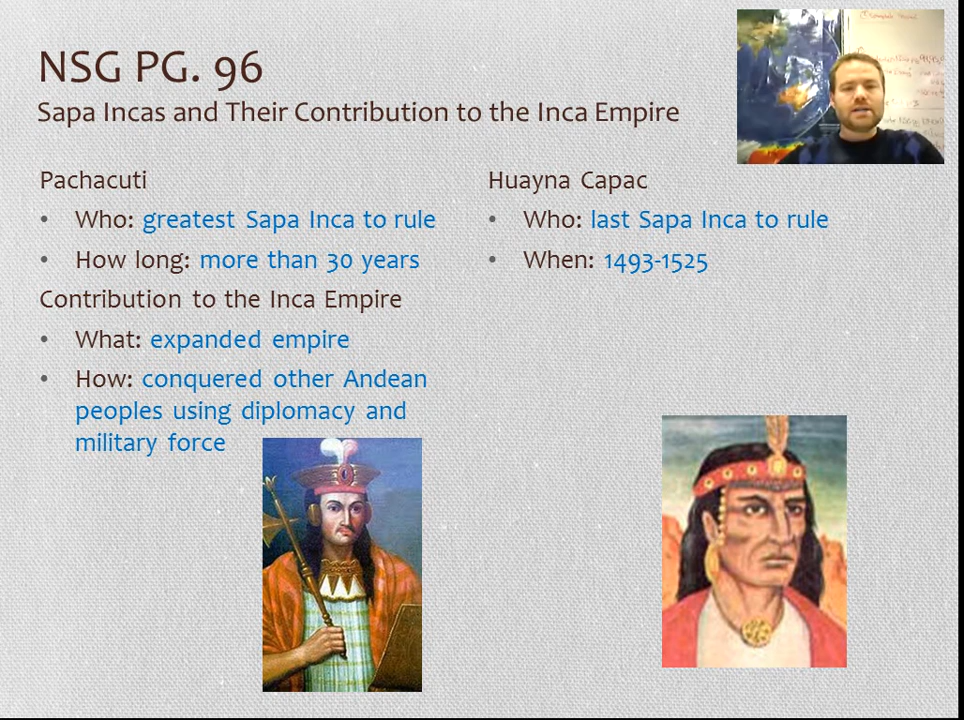 NSG PG. 96
Sapa Incas and Their Contribution to the Inca Empire
Pachacuti
• Who: greatest Sapa Inca to rule
• How long: more than 30 years
Contribution to the Inca Empire
• What: expanded empire
• How: conquered other Andean
peoples using diplomacy and
military force
Huayna Capac
• Who: last Sapa Inca to rule
• When: 1493-1525